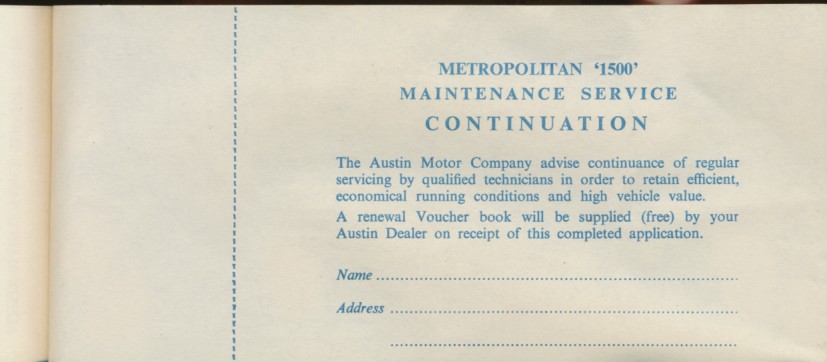 METROPOLITAN ‘1500’
MAINTENANCE SERVICE
CONTINUATION
The Austin Motor Company advise continuance of regular
servicing by qualified technicians in order to retain efficient,
economical running conditions and high vehicle value.
A renewal Voucher book will be supplied (free) by your
Austin Dealer on receipt of this completed application.
Name
Address